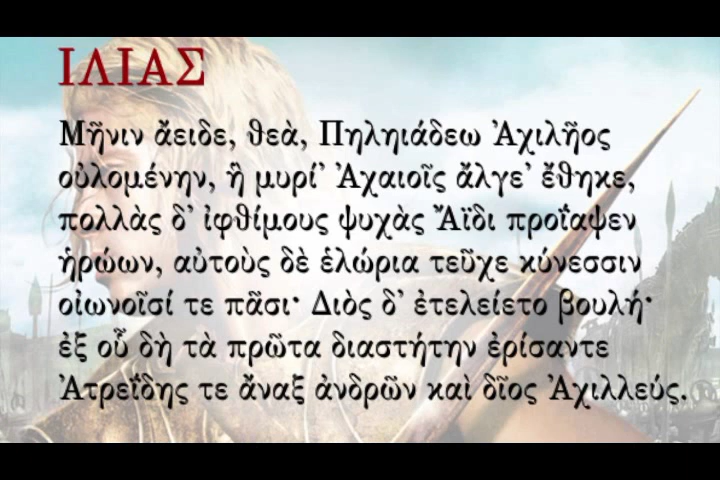 ΙΛΙΑΣ
Μῆνιν ἄειδε, ϑεὰ, Πηληιάδεω Ἀχιλῆος
οὐλομένην, ἣ μυρί’ Ἀχαιοῖς ἄλγε’ ἔϑηκε,
πολλὰς δ’ ἰφϑίμους ψυχὰς Ἄϊδι προΐαψεν
ἡρώων, αὐτοὺς δὲ ἑλώρια τεῦχε κύνεσσιν
οἰωνοῖσί τε πᾶσι· Διὸς δ’ ἐτελείετο βουλή·
ἐξ οὗ δὴ τὰ πρῶτα διαστήτην ἐρίσαντε
Ἀτρεΐδης τε ἄναξ ἀνδρῶν καὶ δῖος Ἀχιλλεύς.